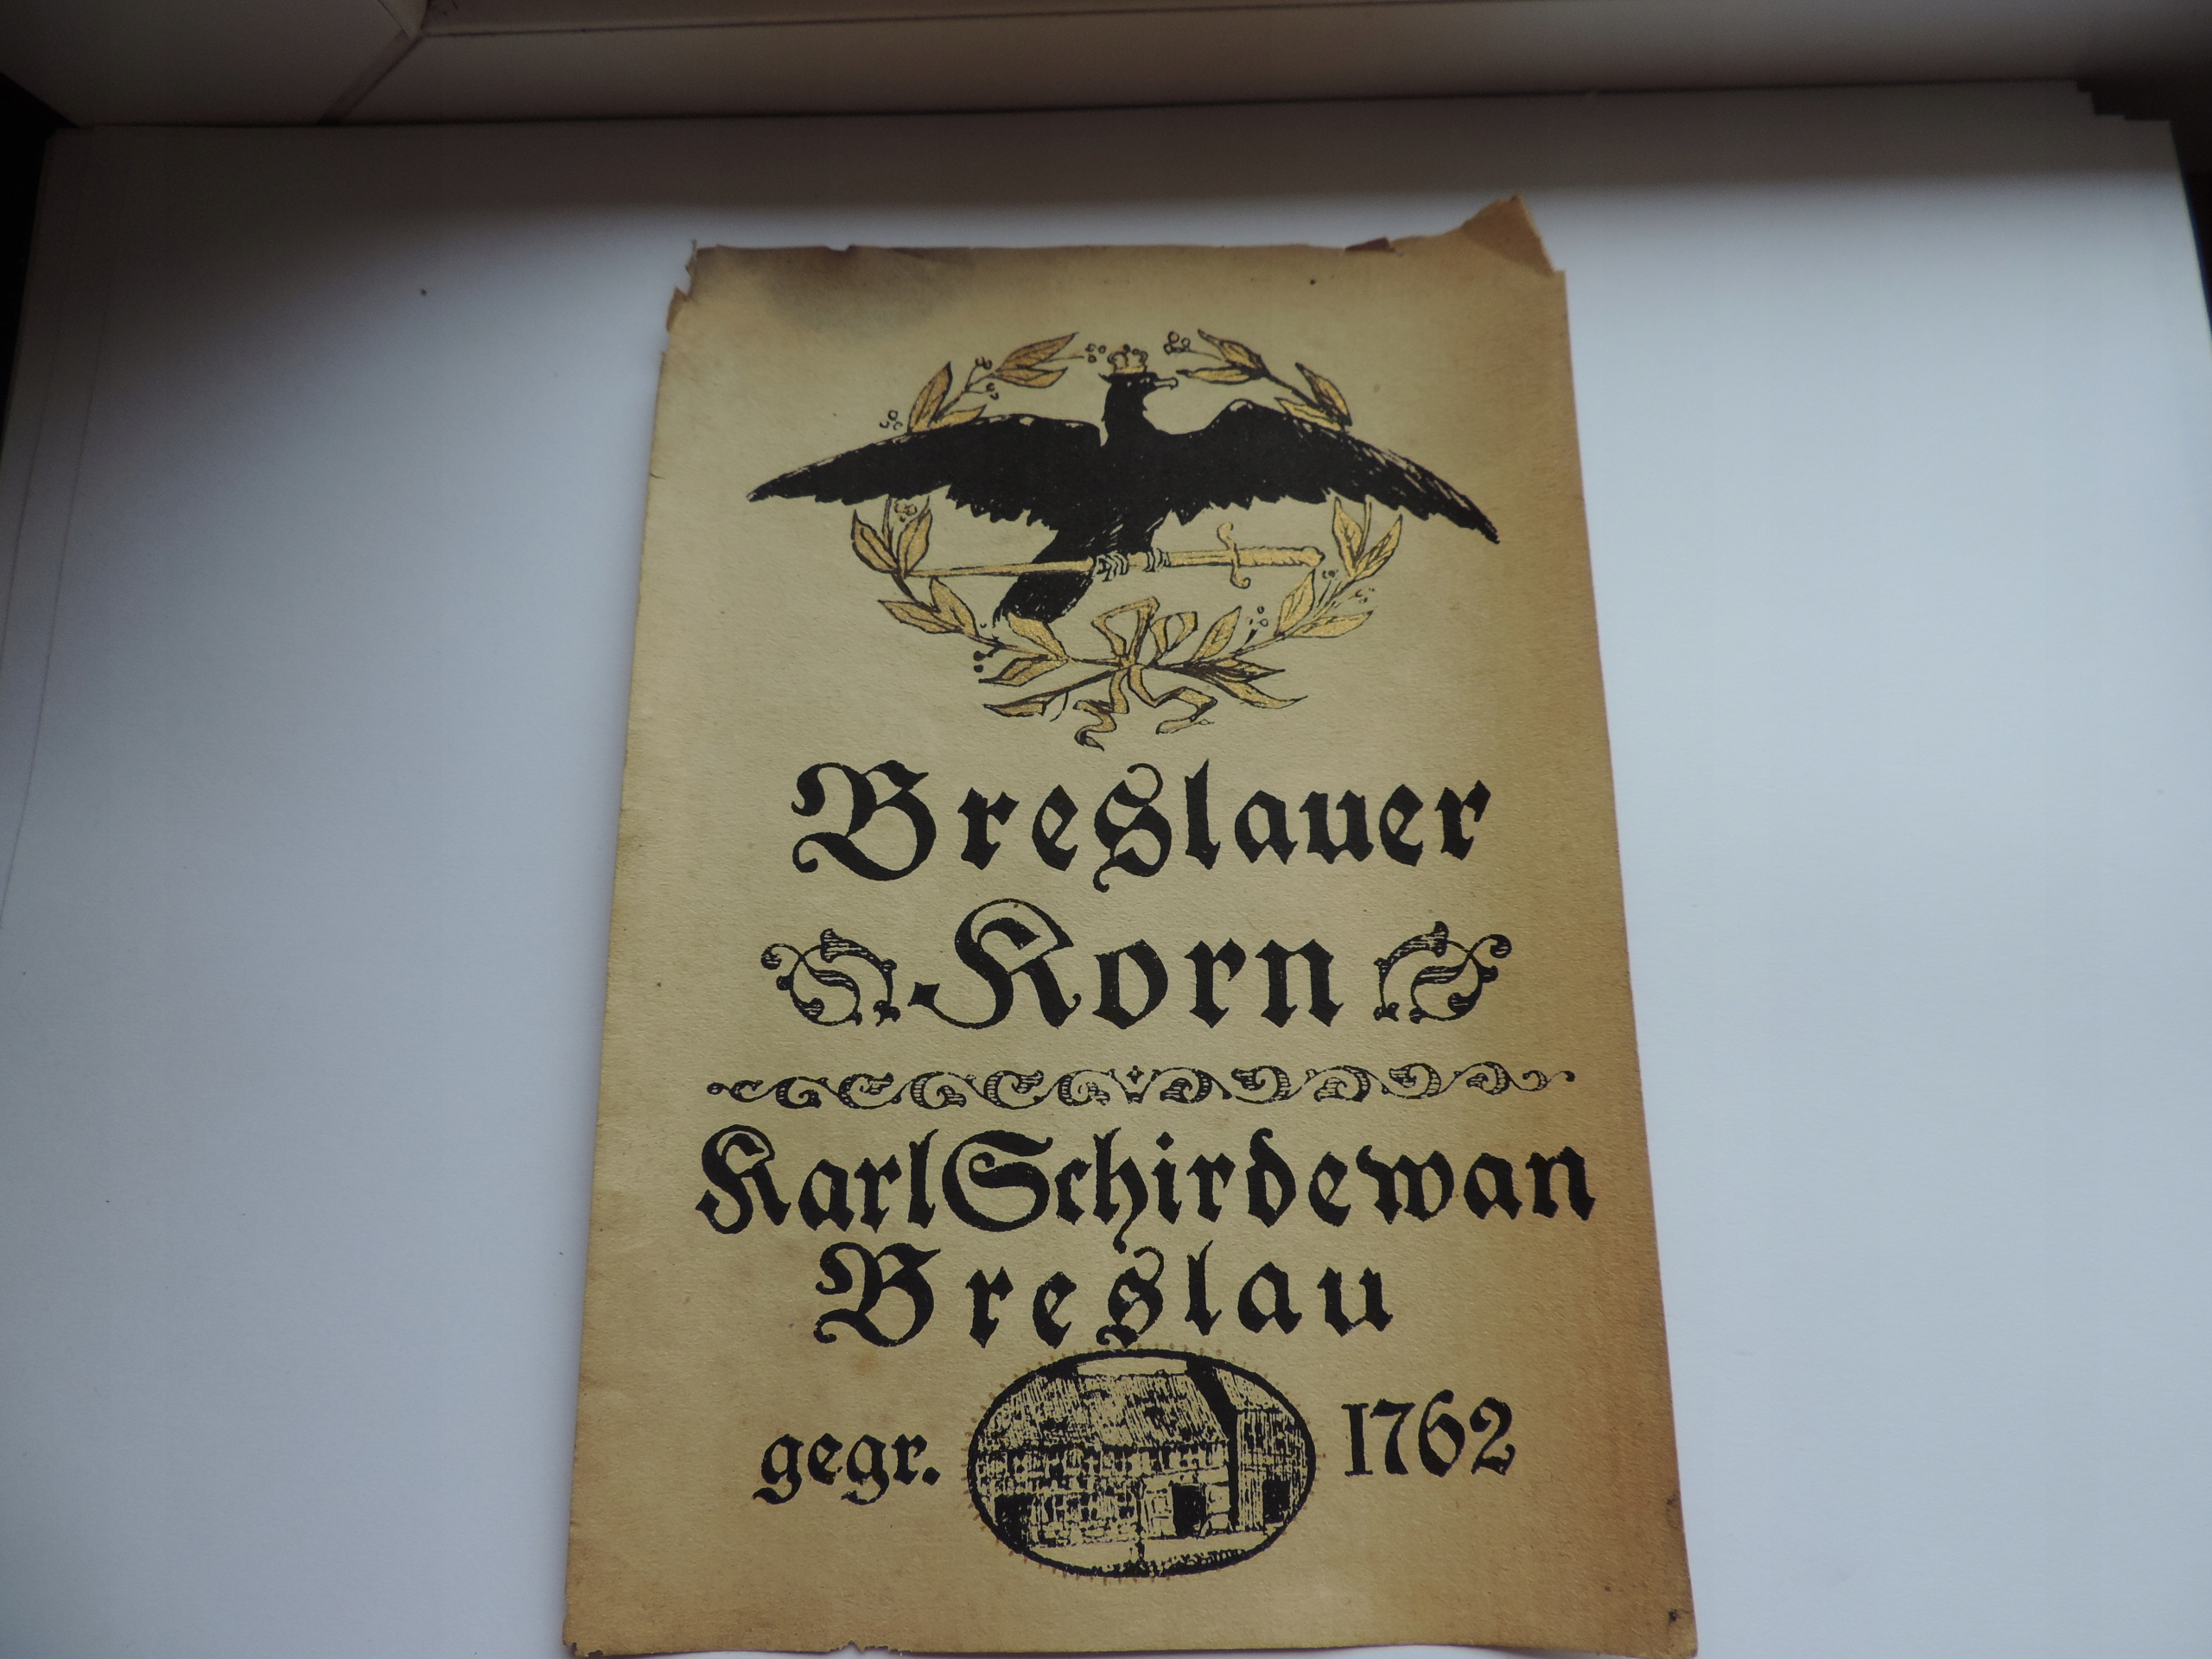 Breslauer
Korn
Karl Schirdewan
Breslau
gegr. 1762